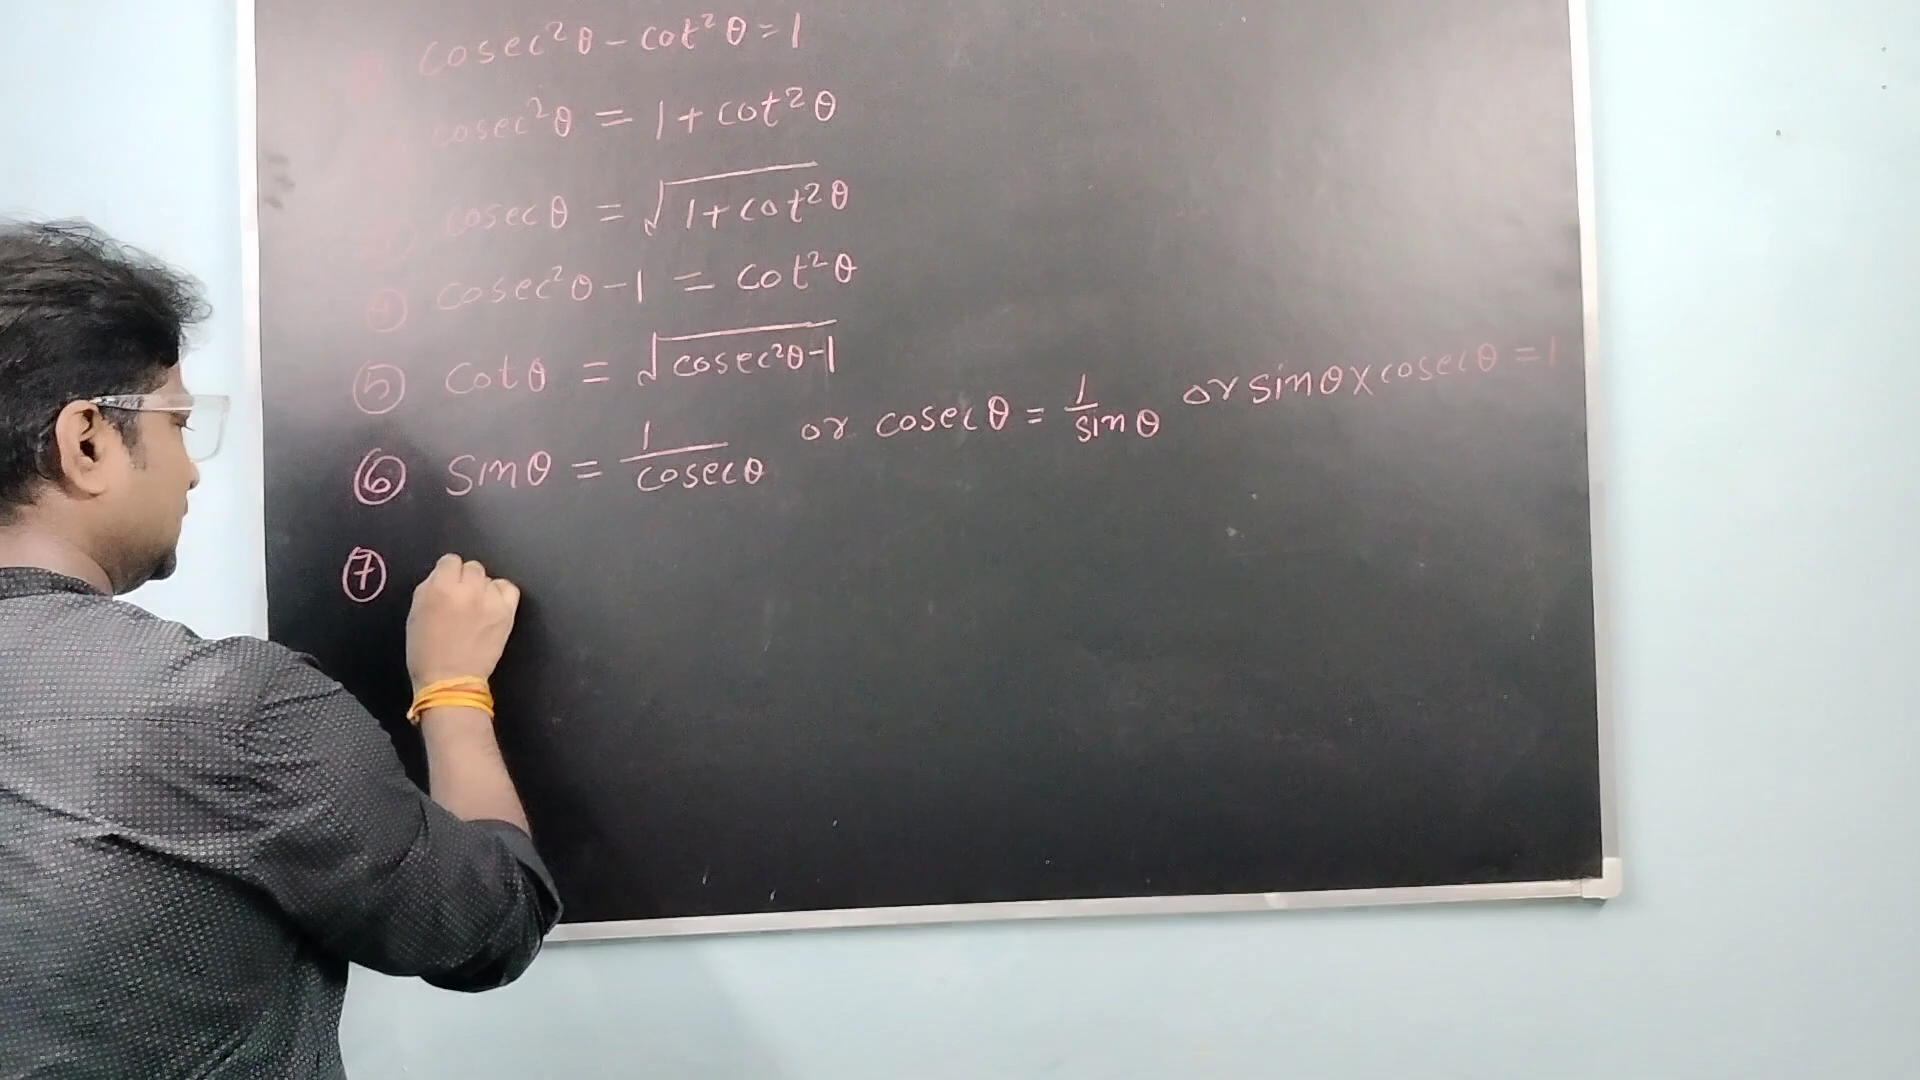 cosec²θ - cot²θ = 1
cosec²θ = 1 + cot²θ
cosecθ = √1+cot²θ
④ cosec²θ - 1 = cot²θ
⑤ cotθ = √cosec²θ-1
⑥ sinθ = 1/cosecθ or cosecθ = 1/sinθ or sinθ x cosecθ = 1
⑦